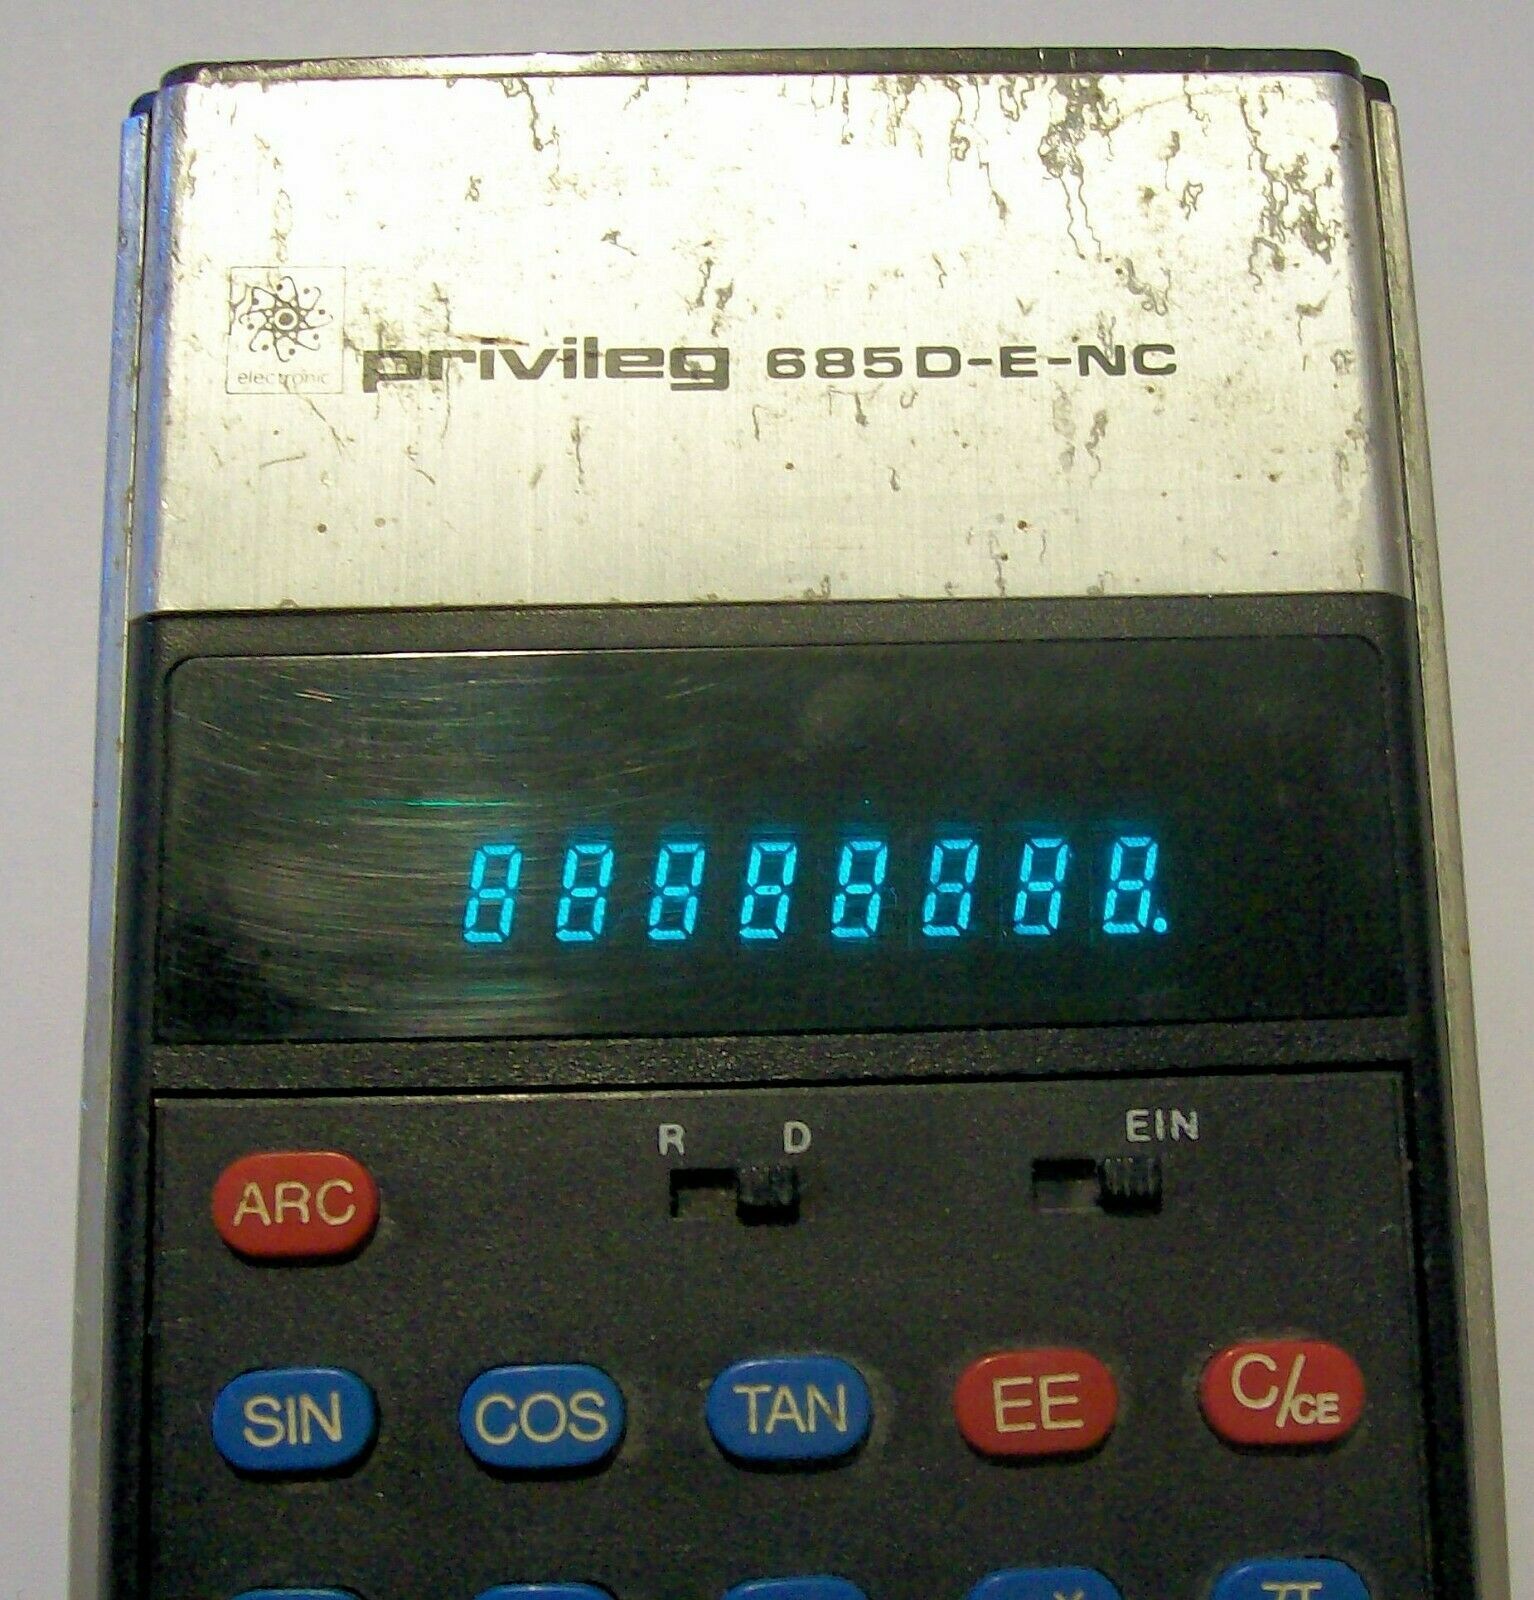 electronic
privileg 685D-E-NC
88888888.
R D EIN
ARC
SIN COS TAN EE C/CE
x π